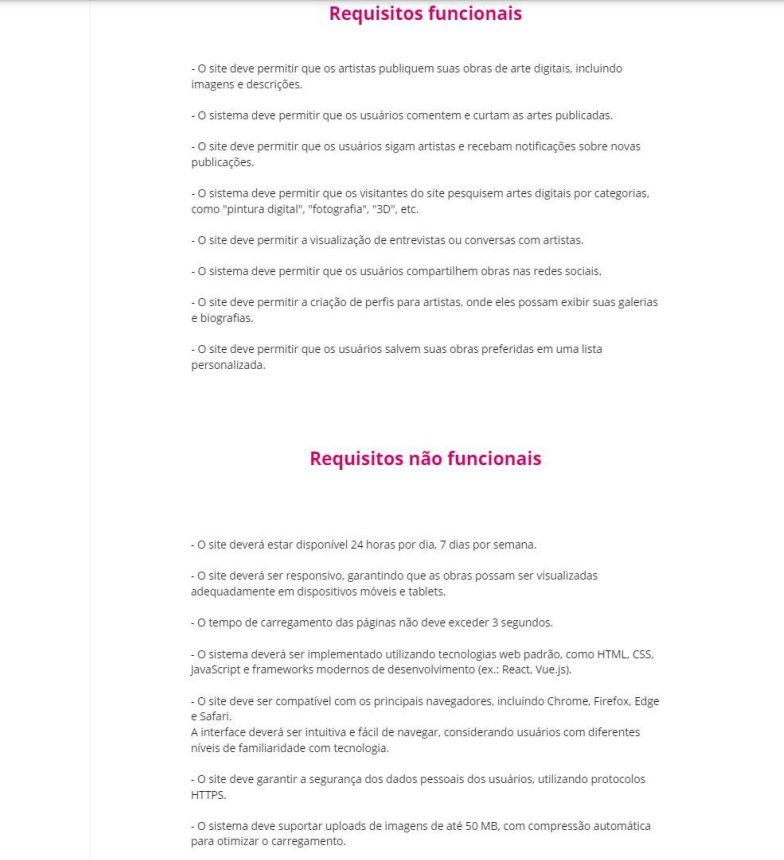 Requisitos funcionais
- O site deve permitir que os artistas publiquem suas obras de arte digitais, incluindo
imagens e descrições.
- O sistema deve permitir que os usuários comentem e curtam as artes publicadas.
- O site deve permitir que os usuários sigam artistas e recebam notificações sobre novas
publicações.
- O sistema deve permitir que os visitantes do site pesquisem artes digitais por categorias,
como "pintura digital", "fotografia", "3D", etc.
- O site deve permitir a visualização de entrevistas ou conversas com artistas.
- O sistema deve permitir que os usuários compartilhem obras nas redes sociais.
- O site deve permitir a criação de perfis para artistas, onde eles possam exibir suas galerias
e biografias.
- O site deve permitir que os usuários salvem suas obras preferidas em uma lista
personalizada.
Requisitos não funcionais
- O site deverá estar disponível 24 horas por dia, 7 dias por semana.
- O site deverá ser responsivo, garantindo que as obras possam ser visualizadas
adequadamente em dispositivos móveis e tablets.
- O tempo de carregamento das páginas não deve exceder 3 segundos.
- O sistema deverá ser implementado utilizando tecnologias web padrão, como HTML, CSS,
JavaScript e frameworks modernos de desenvolvimento (ex.: React, Vue.js).
- O site deve ser compatível com os principais navegadores, incluindo Chrome, Firefox, Edge
e Safari.
A interface deverá ser intuitiva e fácil de navegar, considerando usuários com diferentes
níveis de familiaridade com tecnologia.
- O site deve garantir a segurança dos dados pessoais dos usuários, utilizando protocolos
HTTPS.
- O sistema deve suportar uploads de imagens de até 50 MB, com compressão automática
para otimizar o carregamento.